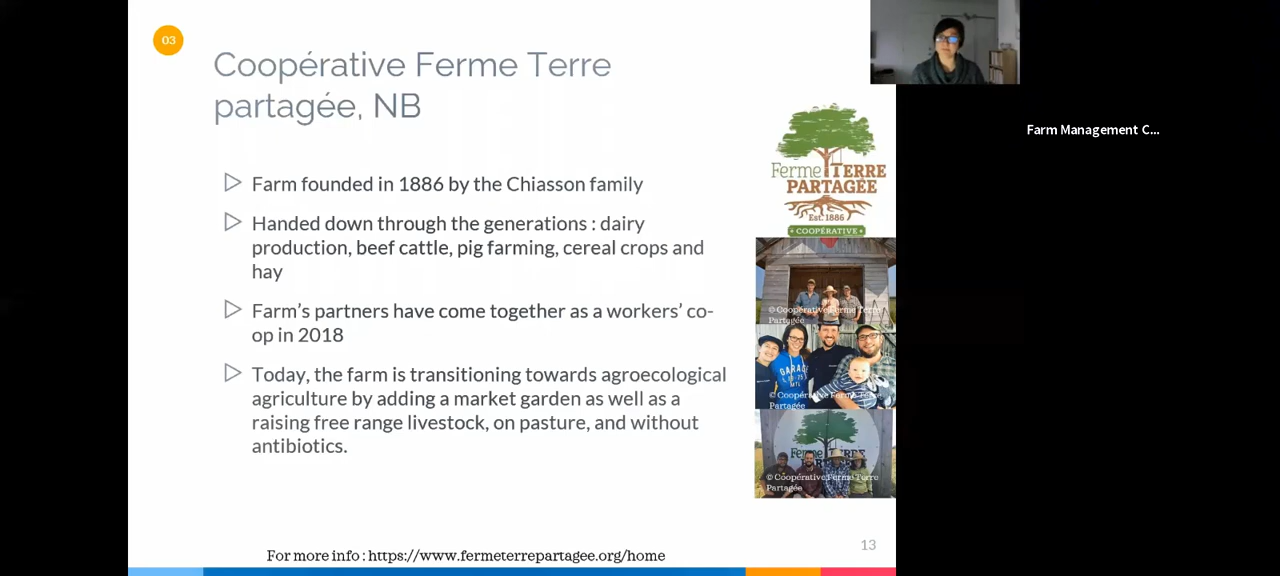 03
Coopérative Ferme Terre
partagée, NB
Farm founded in 1886 by the Chiasson family
Handed down through the generations : dairy
production, beef cattle, pig farming, cereal crops and
hay
Farm's partners have come together as a workers' co-
op in 2018
Today, the farm is transitioning towards agroecological
agriculture by adding a market garden as well as a
raising free range livestock, on pasture, and without
antibiotics.
For more info : https://www.fermeterrepartagee.org/home
13
Ferme TERRE
PARTAGÉE
Est. 1886
COOPÉRATIVE
© Coopérative Ferme Terre
Partagée
GARAGE
© Coopérative Ferme Terre
Partagée
© Coopérative Ferme Terre
Partagée
Farm Management C...